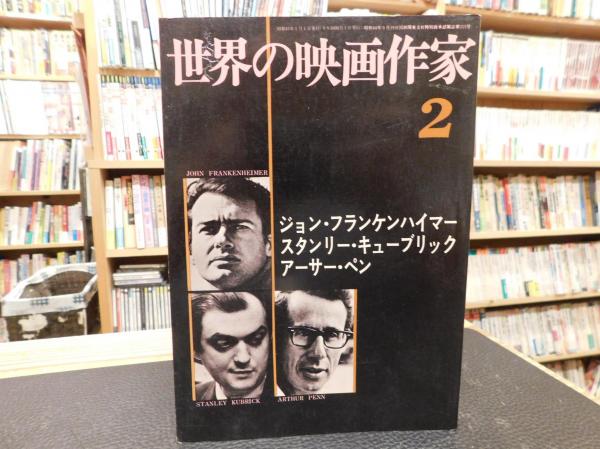 世界の映画作家
2
JOHN FRANKENHEIMER
ジョン・フランケンハイマー
スタンリー・キューブリック
アーサー・ペン
STANLEY KUBRICK
ARTHUR PENN